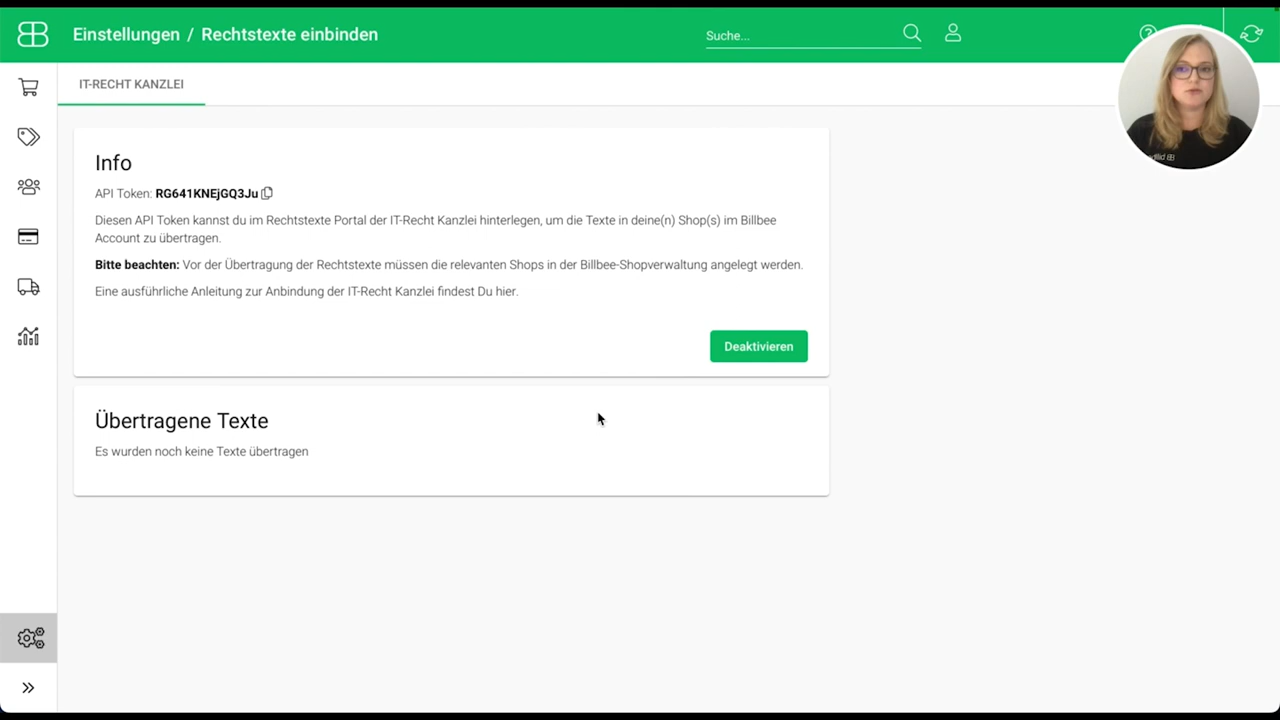 Einstellungen / Rechtstexte einbinden
Suche...
IT-RECHT KANZLEI
Info
API Token: RG641KNEjGQ3Ju
Diesen API Token kannst du im Rechtstexte Portal der IT-Recht Kanzlei hinterlegen, um die Texte in deine(n) Shop(s) im Billbee
Account zu übertragen.
Bitte beachten: Vor der Übertragung der Rechtstexte müssen die relevanten Shops in der Billbee-Shopverwaltung angelegt werden.
Eine ausführliche Anleitung zur Anbindung der IT-Recht Kanzlei findest Du hier.
Deaktivieren
Übertragene Texte
Es wurden noch keine Texte übertragen